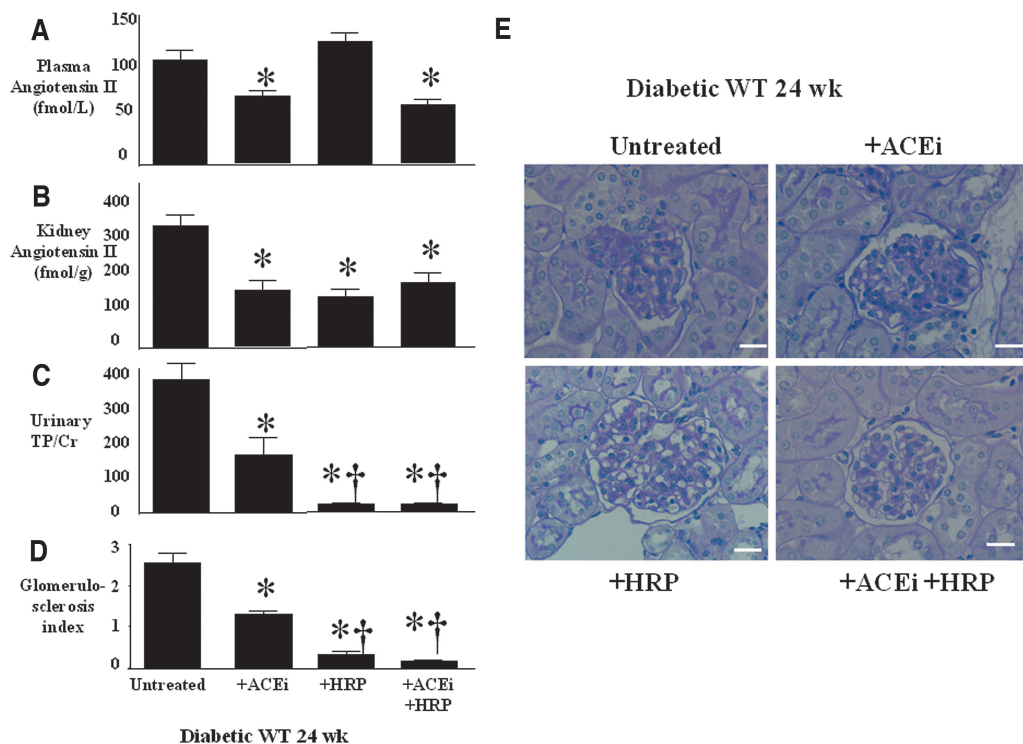 A
Plasma
Angiotensin II
(fmol/L)
150
100
50
0
*
*
B
Kidney
Angiotensin II
(fmol/g)
400
300
200
100
0
*
*
*
C
Urinary
TP/Cr
400
300
200
100
0
*
*†
*†
D
Glomerulo-
sclerosis
index
3
2
1
0
*
*†
*†
Untreated
+ACEi
+HRP
+ACEi
+HRP
Diabetic WT 24 wk
E
Diabetic WT 24 wk
Untreated
+ACEi
+HRP
+ACEi +HRP